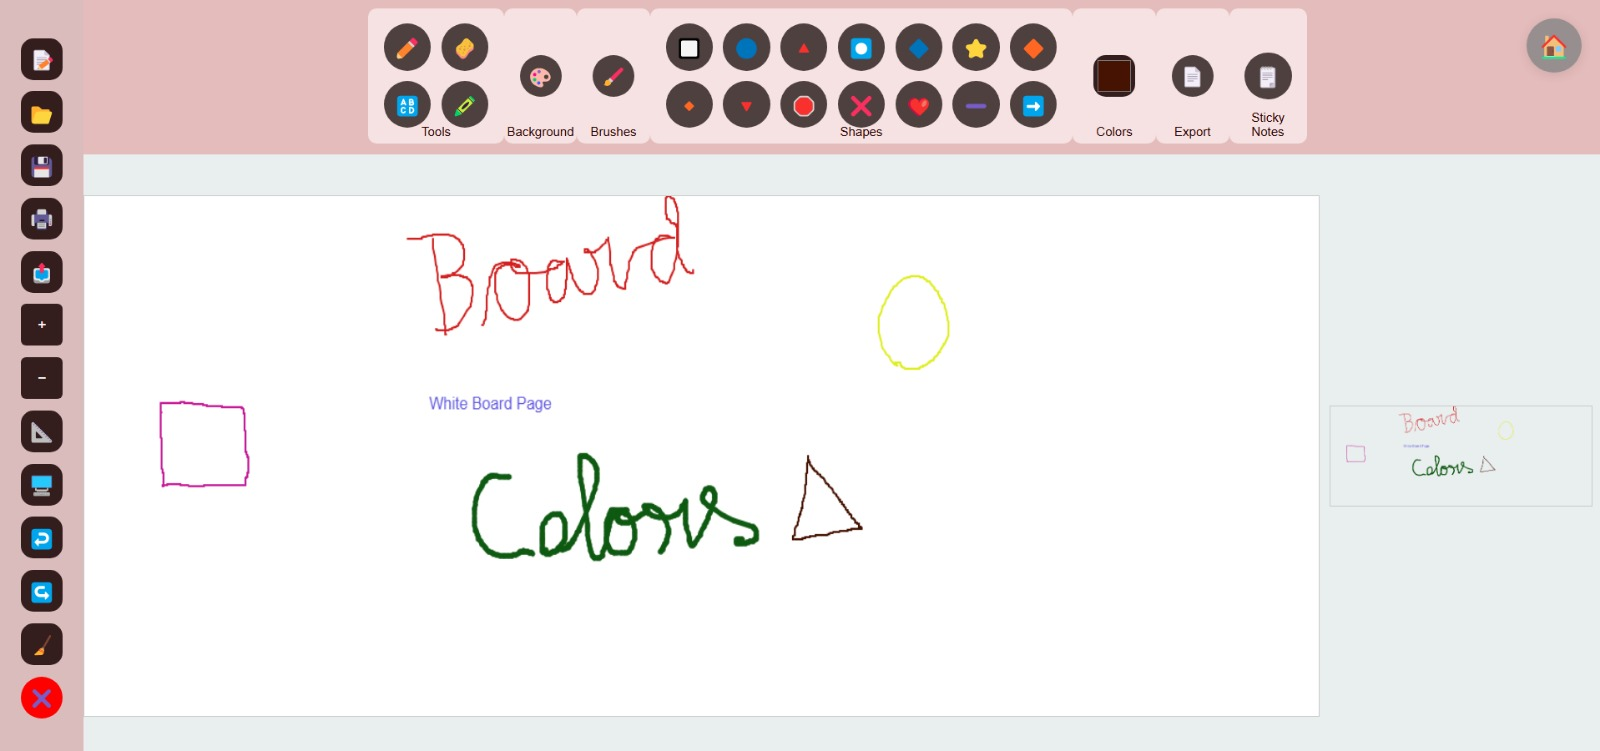 Tools
Background
Brushes
Shapes
Colors
Export
Sticky
Notes
Board
White Board Page
Colors